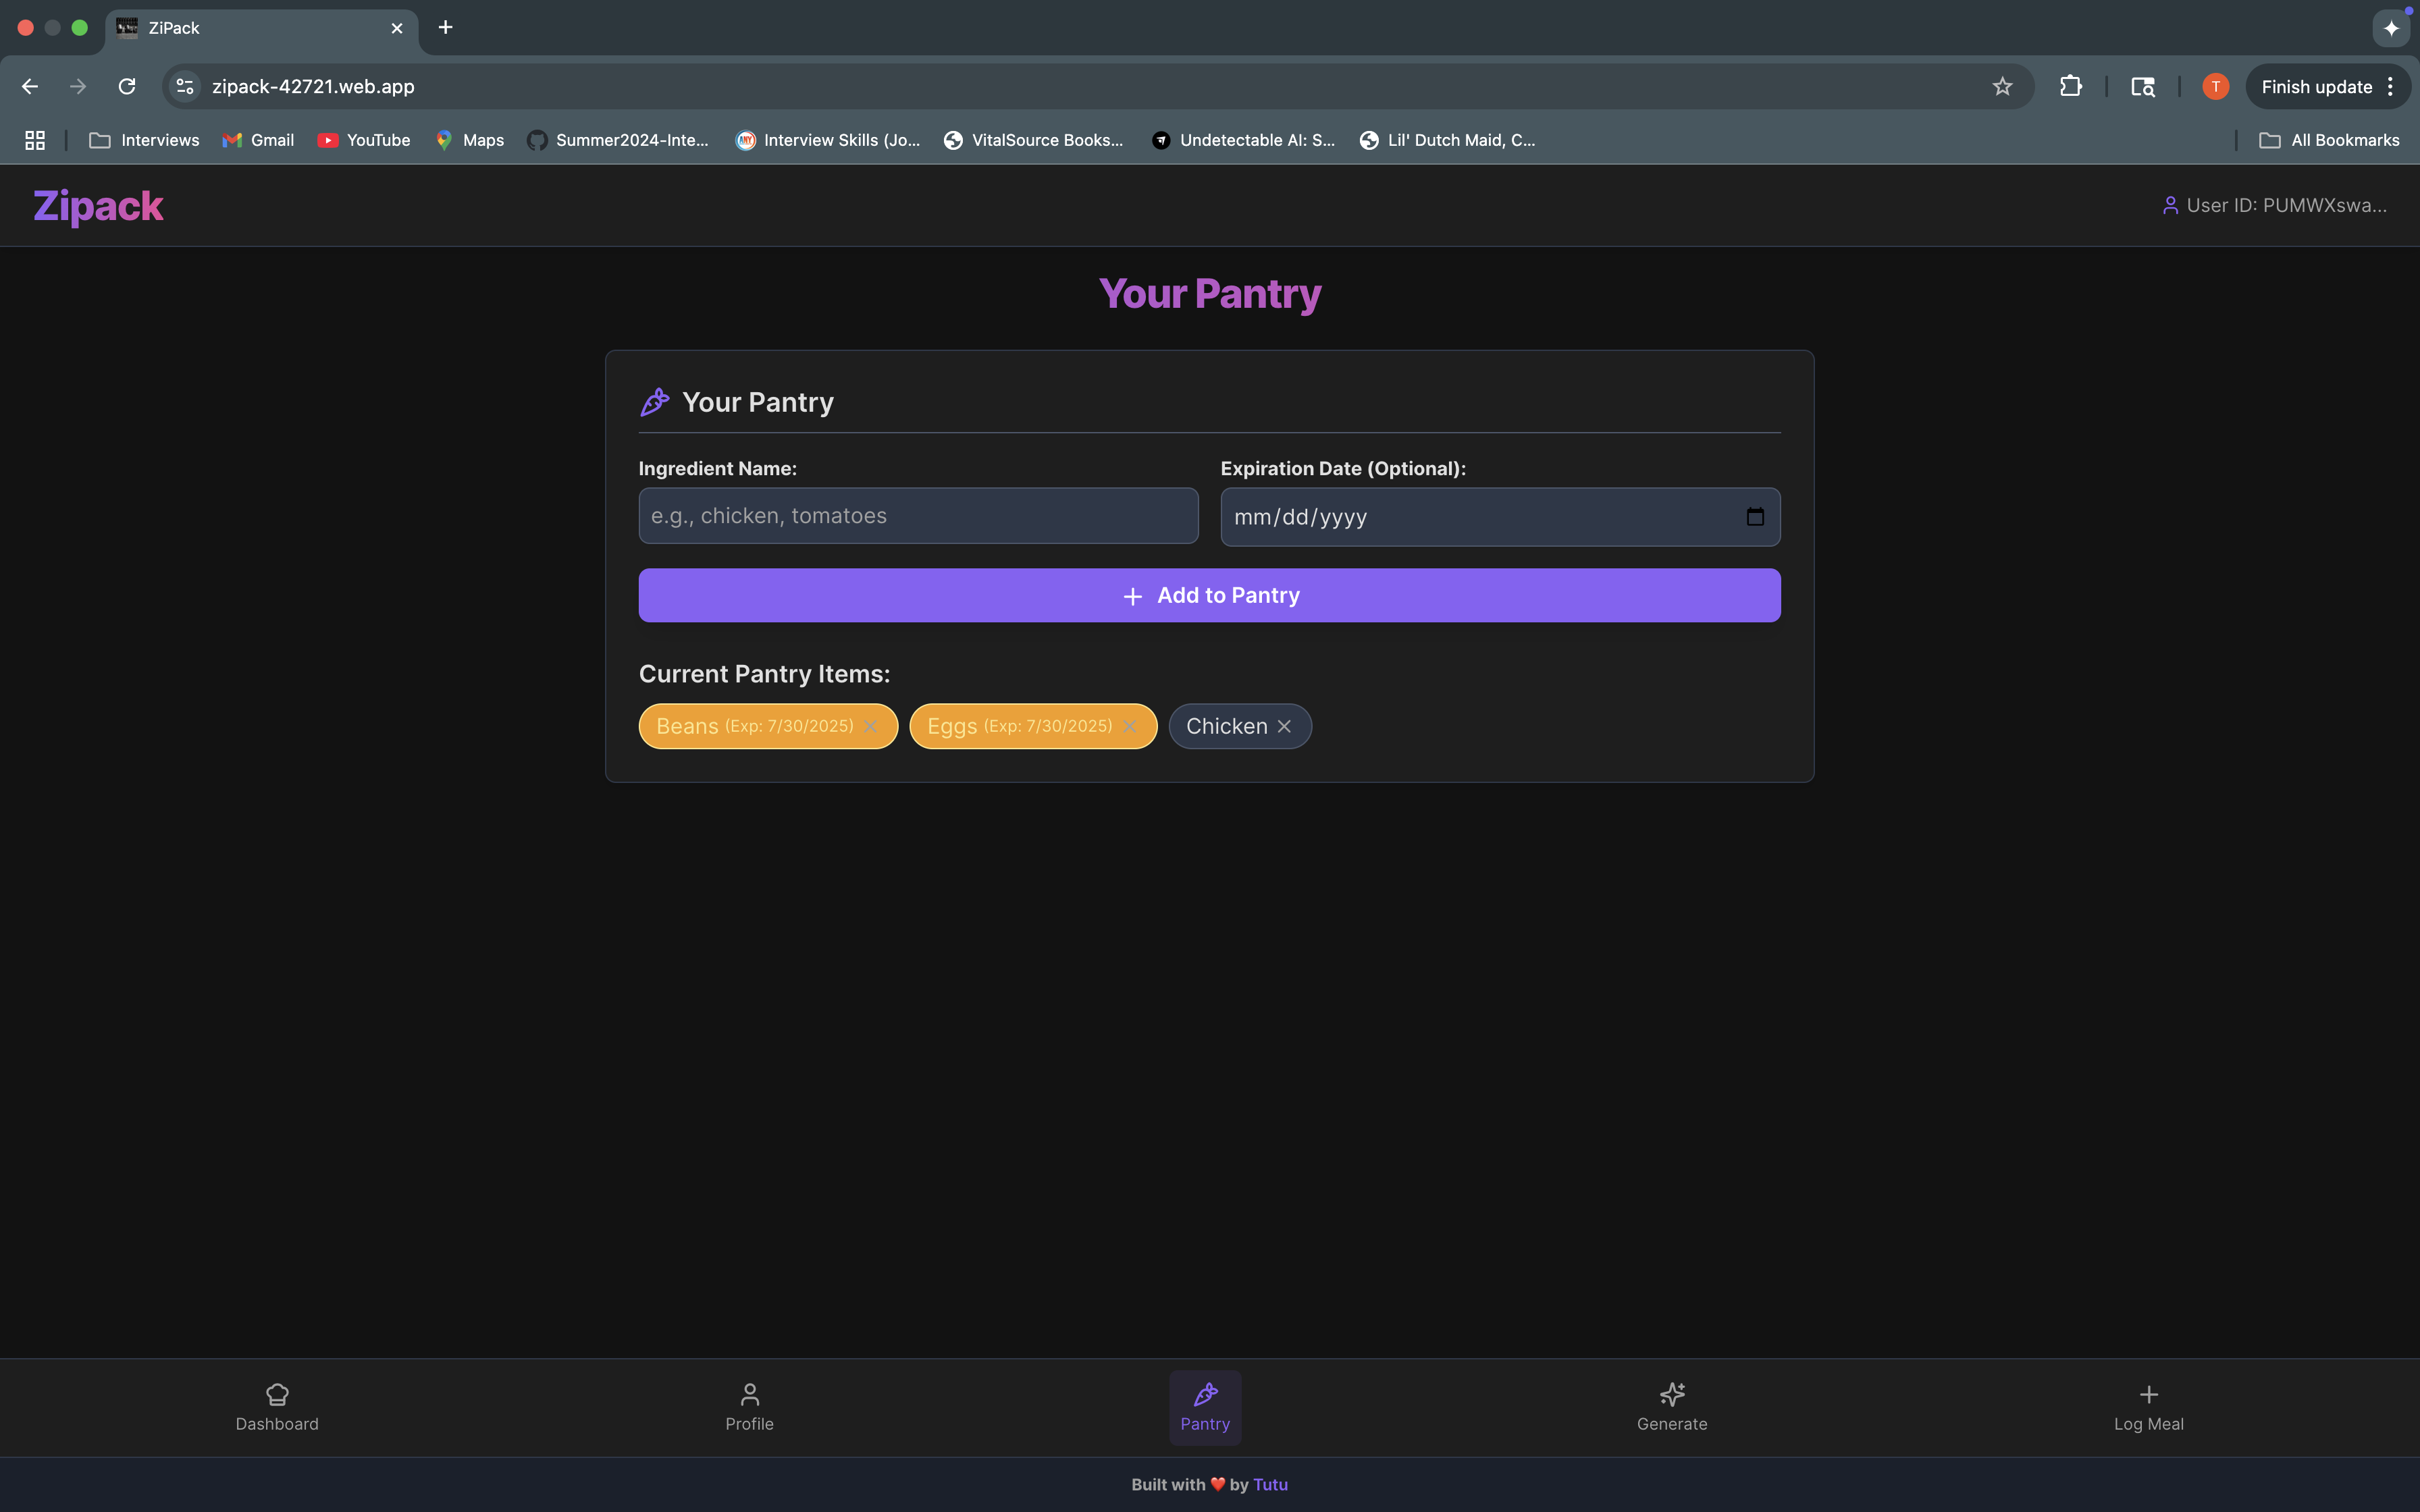 ZiPack
zipack-42721.web.app
T
Finish update
Interviews
Gmail
YouTube
Maps
Summer2024-Inte...
Interview Skills (Jo...
VitalSource Books...
Undetectable AI: S...
Lil' Dutch Maid, C...
All Bookmarks
Zipack
User ID: PUMWXswa...
Your Pantry
Your Pantry
Ingredient Name:
Expiration Date (Optional):
e.g., chicken, tomatoes
mm/dd/yyyy
Add to Pantry
Current Pantry Items:
Beans (Exp: 7/30/2025)
Eggs (Exp: 7/30/2025)
Chicken
Dashboard
Profile
Pantry
Generate
Log Meal
Built with ❤️ by Tutu